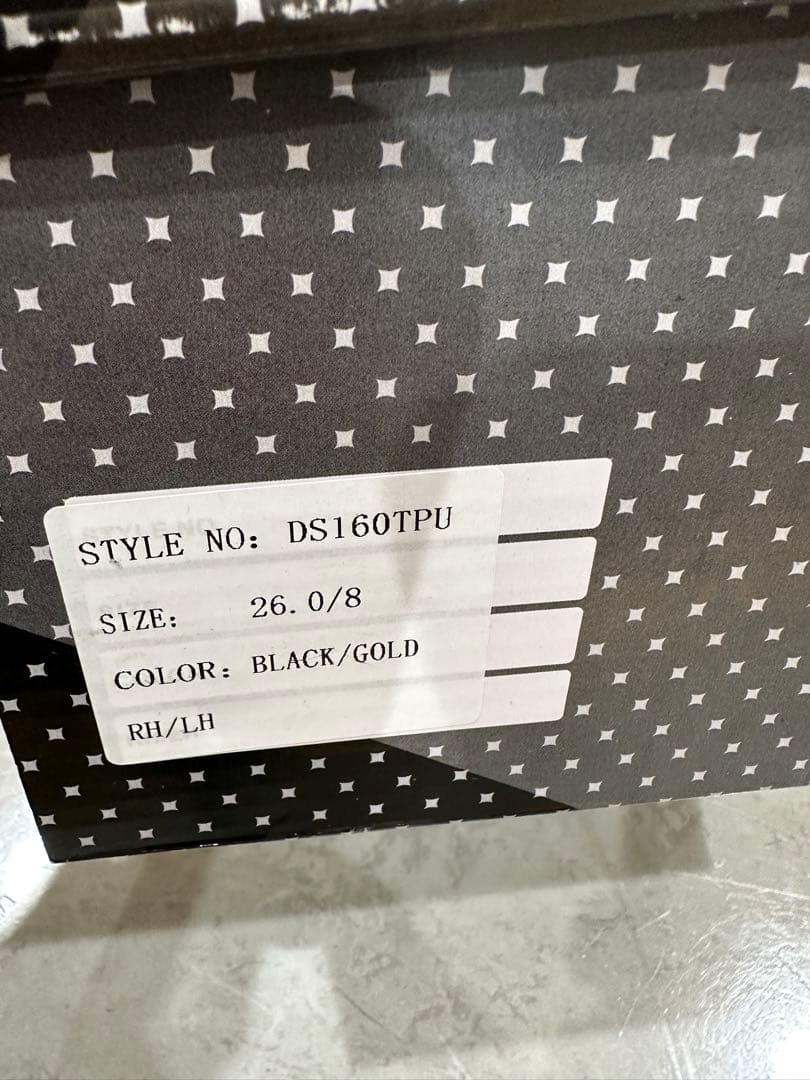 STYLE NO: DS160TPU
SIZE: 26.0/8
COLOR: BLACK/GOLD
RH/LH